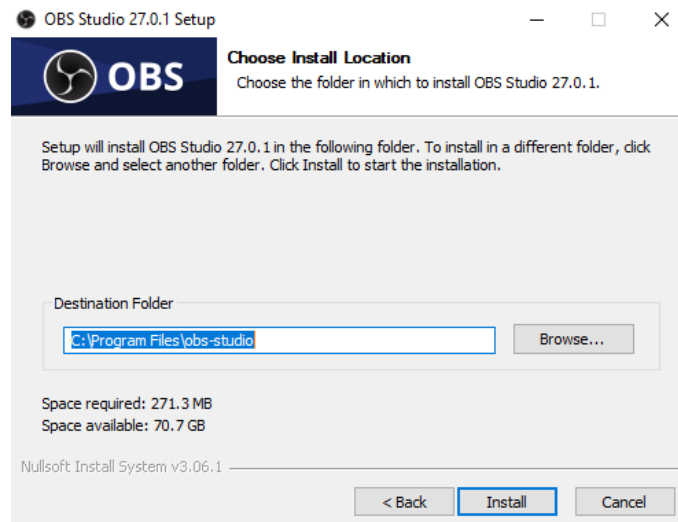 OBS Studio 27.0.1 Setup
OBS
Choose Install Location
Choose the folder in which to install OBS Studio 27.0.1.
Setup will install OBS Studio 27.0.1 in the following folder. To install in a different folder, click
Browse and select another folder. Click Install to start the installation.
Destination Folder
C:\Program Files\obs-studio
Browse...
Space required: 271.3 MB
Space available: 70.7 GB
Nullsoft Install System v3.06.1
< Back
Install
Cancel